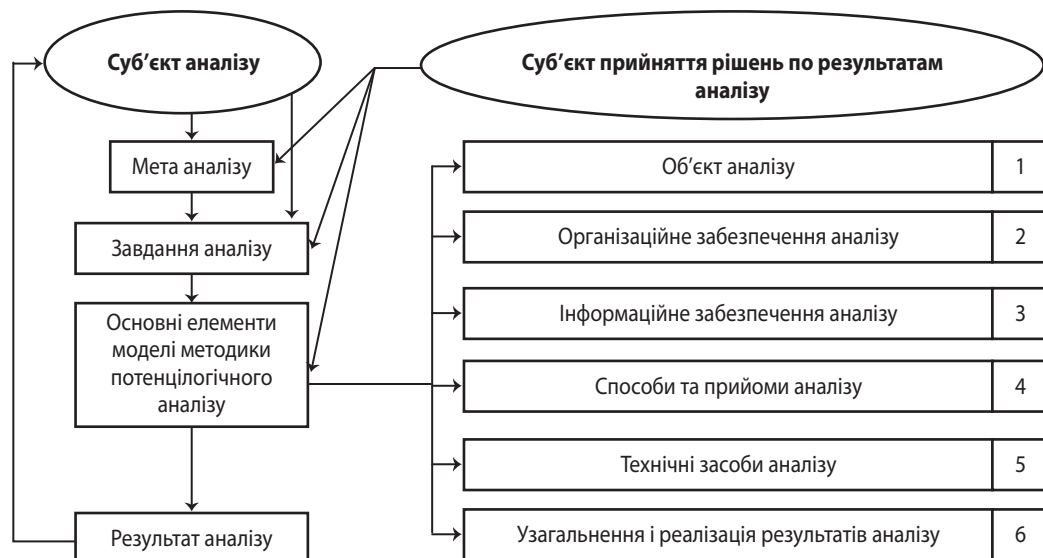 Суб’єкт аналізу
Суб’єкт прийняття рішень по результатам
аналізу
Мета аналізу
Завдання аналізу
Основні елементи
моделі методики
потенцілогічного
аналізу
Результат аналізу
Об’єкт аналізу 1
Організаційне забезпечення аналізу 2
Інформаційне забезпечення аналізу 3
Способи та прийоми аналізу 4
Технічні засоби аналізу 5
Узагальнення і реалізація результатів аналізу 6